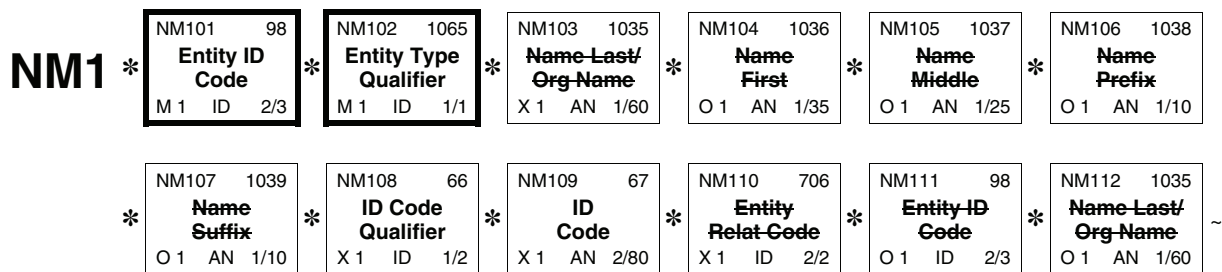 NM101 98 NM102 1065 NM103 1035 NM104 1036 NM105 1037 NM106 1038
NM1 * Entity ID Code * Entity Type Qualifier * Name Last/ Org Name * Name First * Name Middle * Name Prefix
M 1 ID 2/3 M 1 ID 1/1 X 1 AN 1/60 O 1 AN 1/35 O 1 AN 1/25 O 1 AN 1/10
NM107 1039 NM108 66 NM109 67 NM110 706 NM111 98 NM112 1035
* Name Suffix * ID Code Qualifier * ID Code * Entity Relat Code * Entity ID Code * Name Last/ Org Name ~
O 1 AN 1/10 X 1 ID 1/2 X 1 AN 2/80 X 1 ID 2/2 O 1 ID 2/3 O 1 AN 1/60